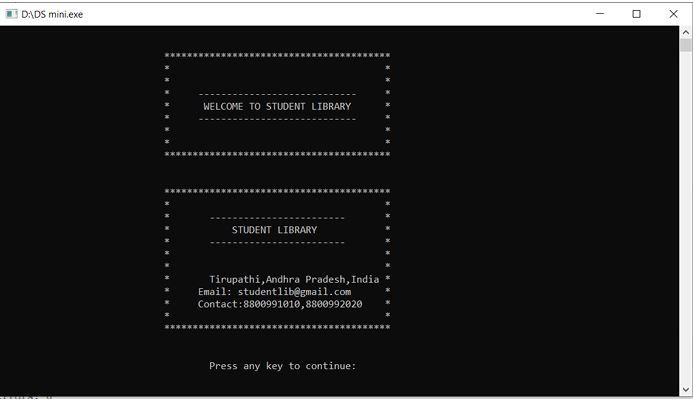 D:\DS mini.exe
****************************************
*                                      *
*                                      *
*     ----------------------------     *
*      WELCOME TO STUDENT LIBRARY      *
*     ----------------------------     *
*                                      *
*                                      *
****************************************
****************************************
*                                      *
*       ------------------------       *
*           STUDENT LIBRARY            *
*       ------------------------       *
*                                      *
*                                      *
*       Tirupathi,Andhra Pradesh,India *
*     Email: studentlib@gmail.com      *
*     Contact:8800991010,8800992020    *
*                                      *
****************************************
Press any key to continue: